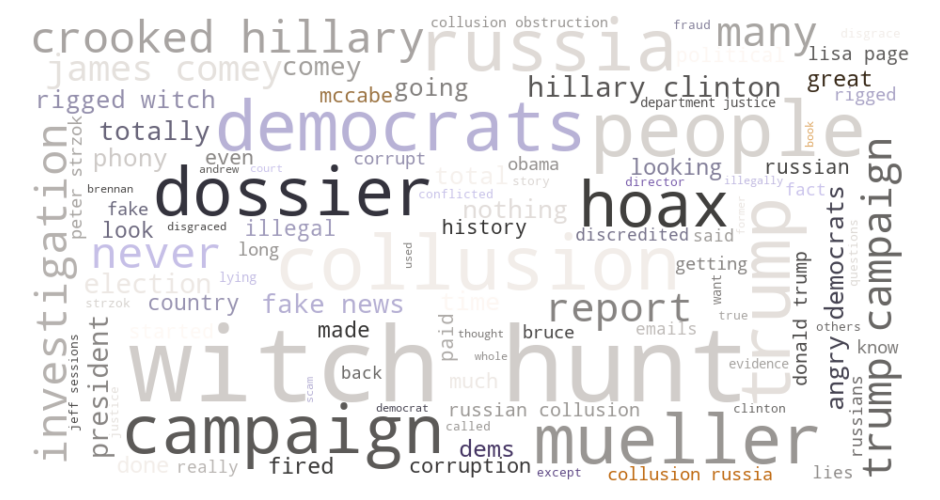 crooked hillary
russia
collusion obstruction
fraud
many
disgrace
james comey
comey
political
lisa page
rigged witch
mccabe
going
hillary clinton
great
department justice
rigged
totally
democrats
people
book
peter strzok
phony
even
andrew
court
corrupt
obama
looking
russian
brennan
dossier
total
story
conflicted
hoax
director
illegally
fact
fake
nothing
former
look
disgraced
illegal
history
discredited
said
investigation
never
long
used
collusion
getting
trump
questions
election
lying
want
donald trump
angry democrats
trump campaign
strzok
country
fake news
time
report
true
started
made
paid
thought
bruce
emails
others
president
witch hunt
whole
back
evidence
know
jeff sessions
justice
scam
much
campaign
democrat
russian collusion
clinton
called
mueller
russians
dems
done
really
fired
corruption
except
collusion russia
lies